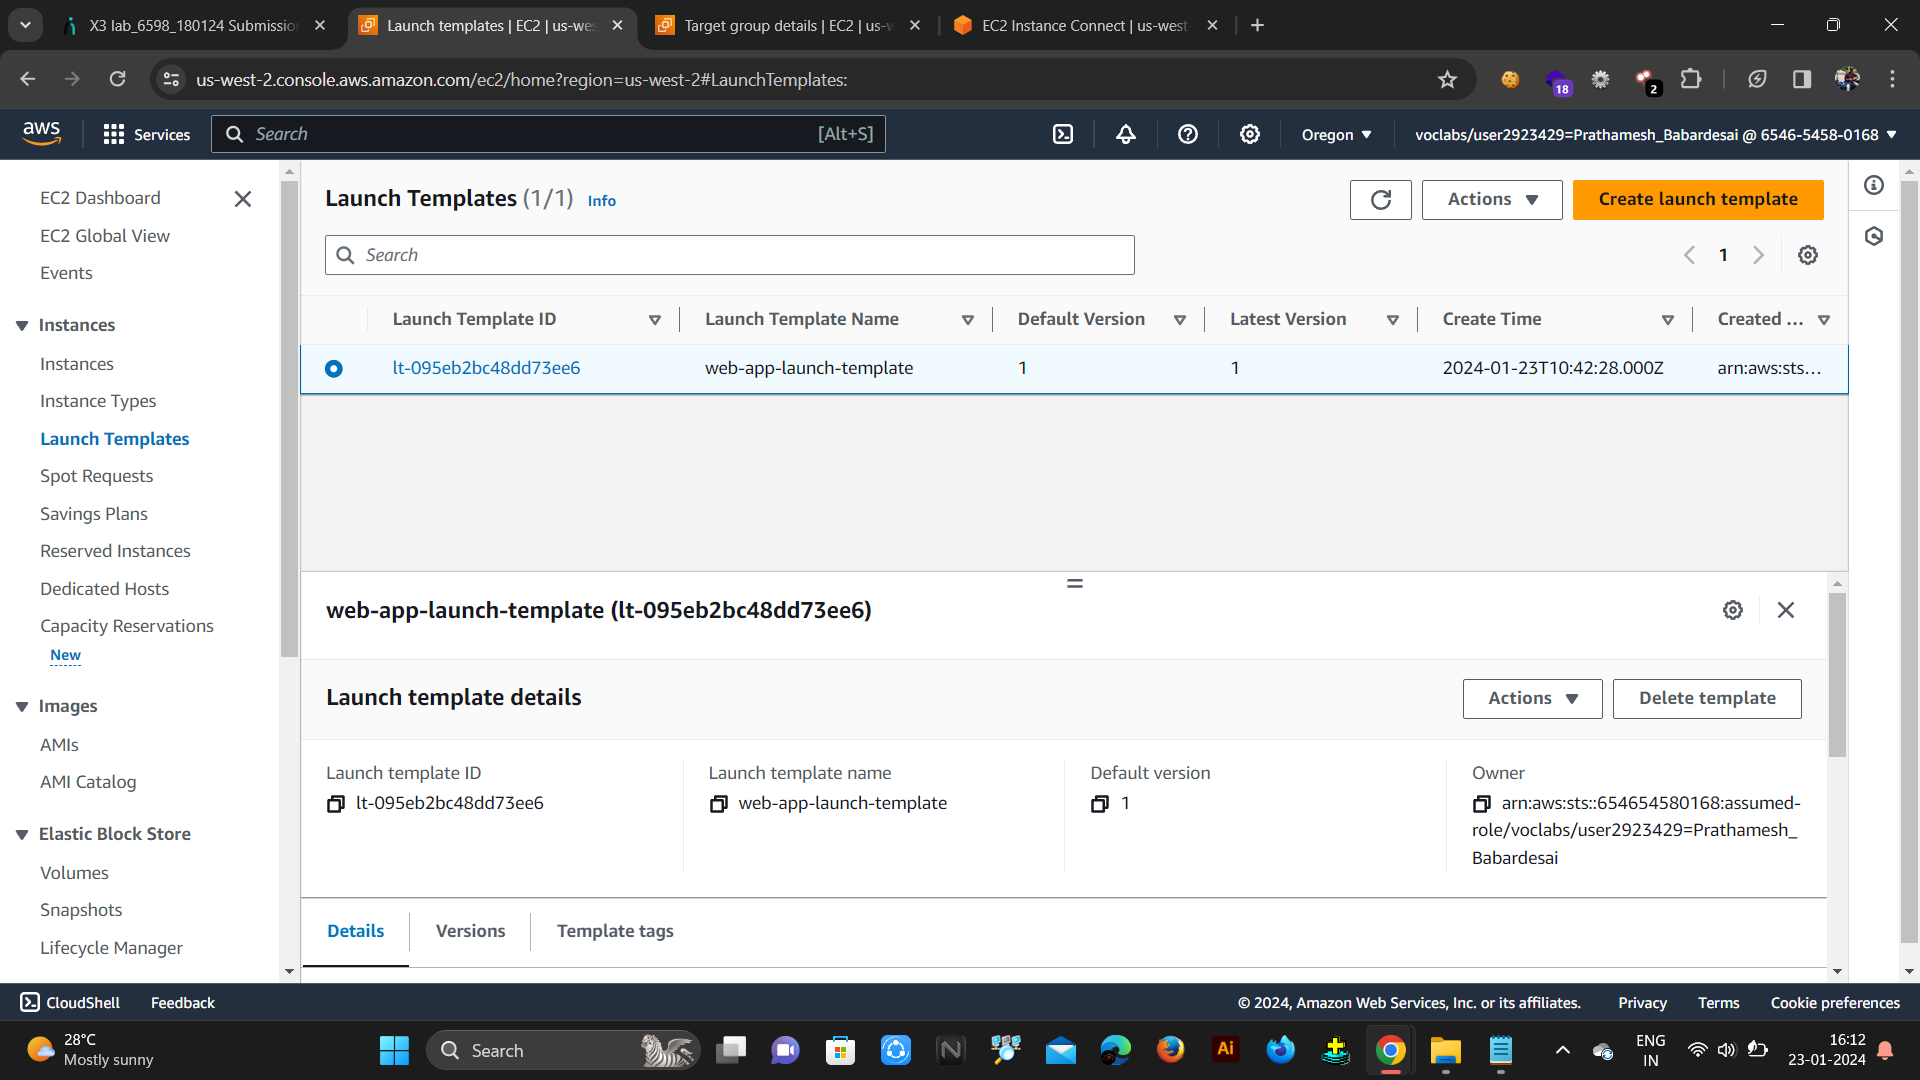 X3 lab_6598_180124 Submission
Launch templates | EC2 | us-wes
Target group details | EC2 | us-w
EC2 Instance Connect | us-west-
us-west-2.console.aws.amazon.com/ec2/home?region=us-west-2#LaunchTemplates:
18
2
aws
Services
Search
[Alt+S]
Oregon
voclabs/user2923429=Prathamesh_Babardesai @ 6546-5458-0168
EC2 Dashboard
EC2 Global View
Events
Instances
Instances
Instance Types
Launch Templates
Spot Requests
Savings Plans
Reserved Instances
Dedicated Hosts
Capacity Reservations
New
Images
AMIs
AMI Catalog
Elastic Block Store
Volumes
Snapshots
Lifecycle Manager
Launch Templates (1/1) Info
Actions
Create launch template
Search
1
Launch Template ID
Launch Template Name
Default Version
Latest Version
Create Time
Created ...
lt-095eb2bc48dd73ee6
web-app-launch-template
1
1
2024-01-23T10:42:28.000Z
arn:aws:sts...
web-app-launch-template (lt-095eb2bc48dd73ee6)
Launch template details
Actions
Delete template
Launch template ID
lt-095eb2bc48dd73ee6
Launch template name
web-app-launch-template
Default version
1
Owner
arn:aws:sts::654654580168:assumed-
role/voclabs/user2923429=Prathamesh_
Babardesai
Details
Versions
Template tags
CloudShell
Feedback
© 2024, Amazon Web Services, Inc. or its affiliates.
Privacy
Terms
Cookie preferences
28°C
Mostly sunny
Search
Ai
ENG
IN
16:12
23-01-2024